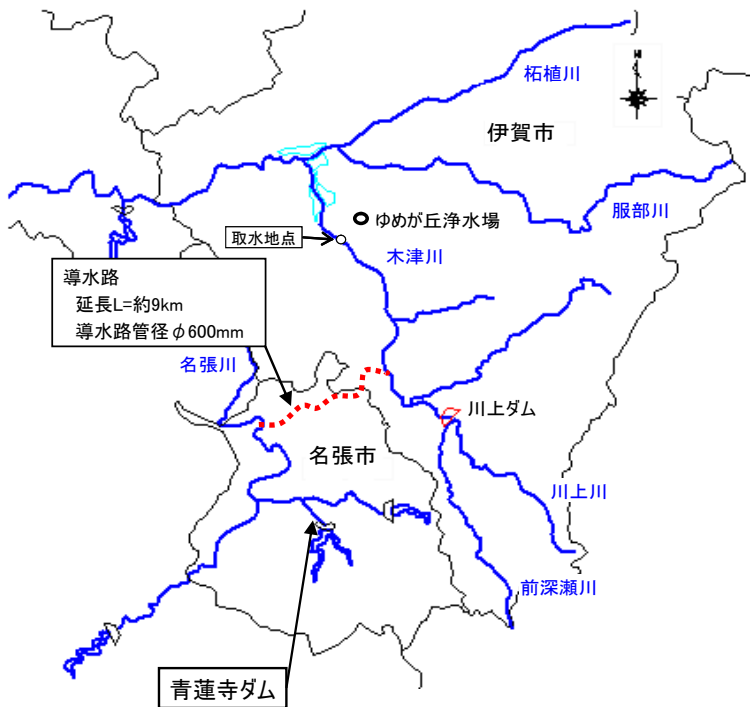 柘植川
N
伊賀市
服部川
ゆめが丘浄水場
取水地点
木津川
導水路
延長L=約9km
導水路管径φ600mm
名張川
川上ダム
名張市
川上川
前深瀬川
青蓮寺ダム